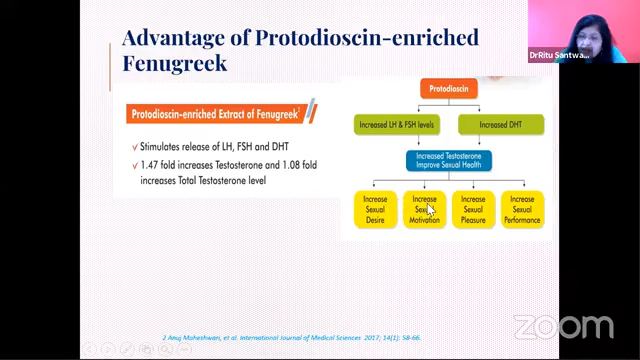 Advantage of Protodioscin-enriched
Fenugreek
Protodioscin-enriched Extract of Fenugreek2
✓ Stimulates release of LH, FSH and DHT
✓ 1.47 fold increases Testosterone and 1.08 fold
increases Total Testosterone level
Protodioscin
Increased LH & FSH levels
Increased DHT
Increased Testosterone
Improve Sexual Health
Increase
Sexual
Desire
Increase
Sexual
Motivation
Increase
Sexual
Pleasure
Increase
Sexual
Performance
2 Anuj Maheshwari, et al. International Journal of Medical Sciences 2017; 14(1): 58-66.
DrRitu Santwa...
zoom